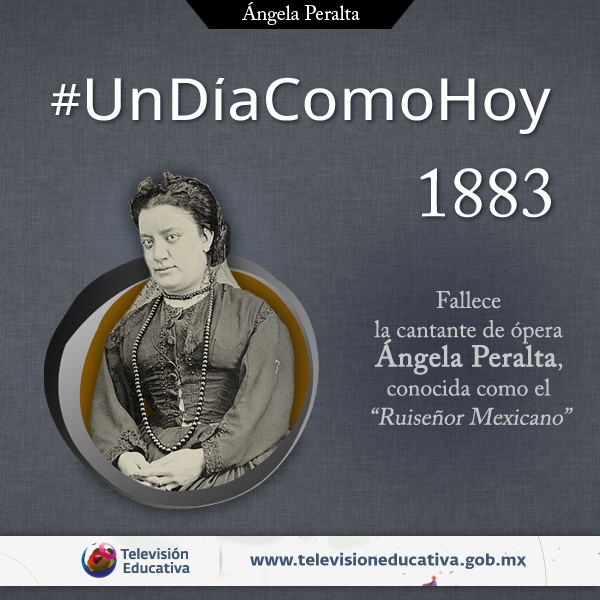 Ángela Peralta
#UnDíaComoHoy
1883
Fallece
la cantante de ópera
Ángela Peralta,
conocida como el
“Ruiseñor Mexicano”
Televisión
Educativa
www.televisioneducativa.gob.mx